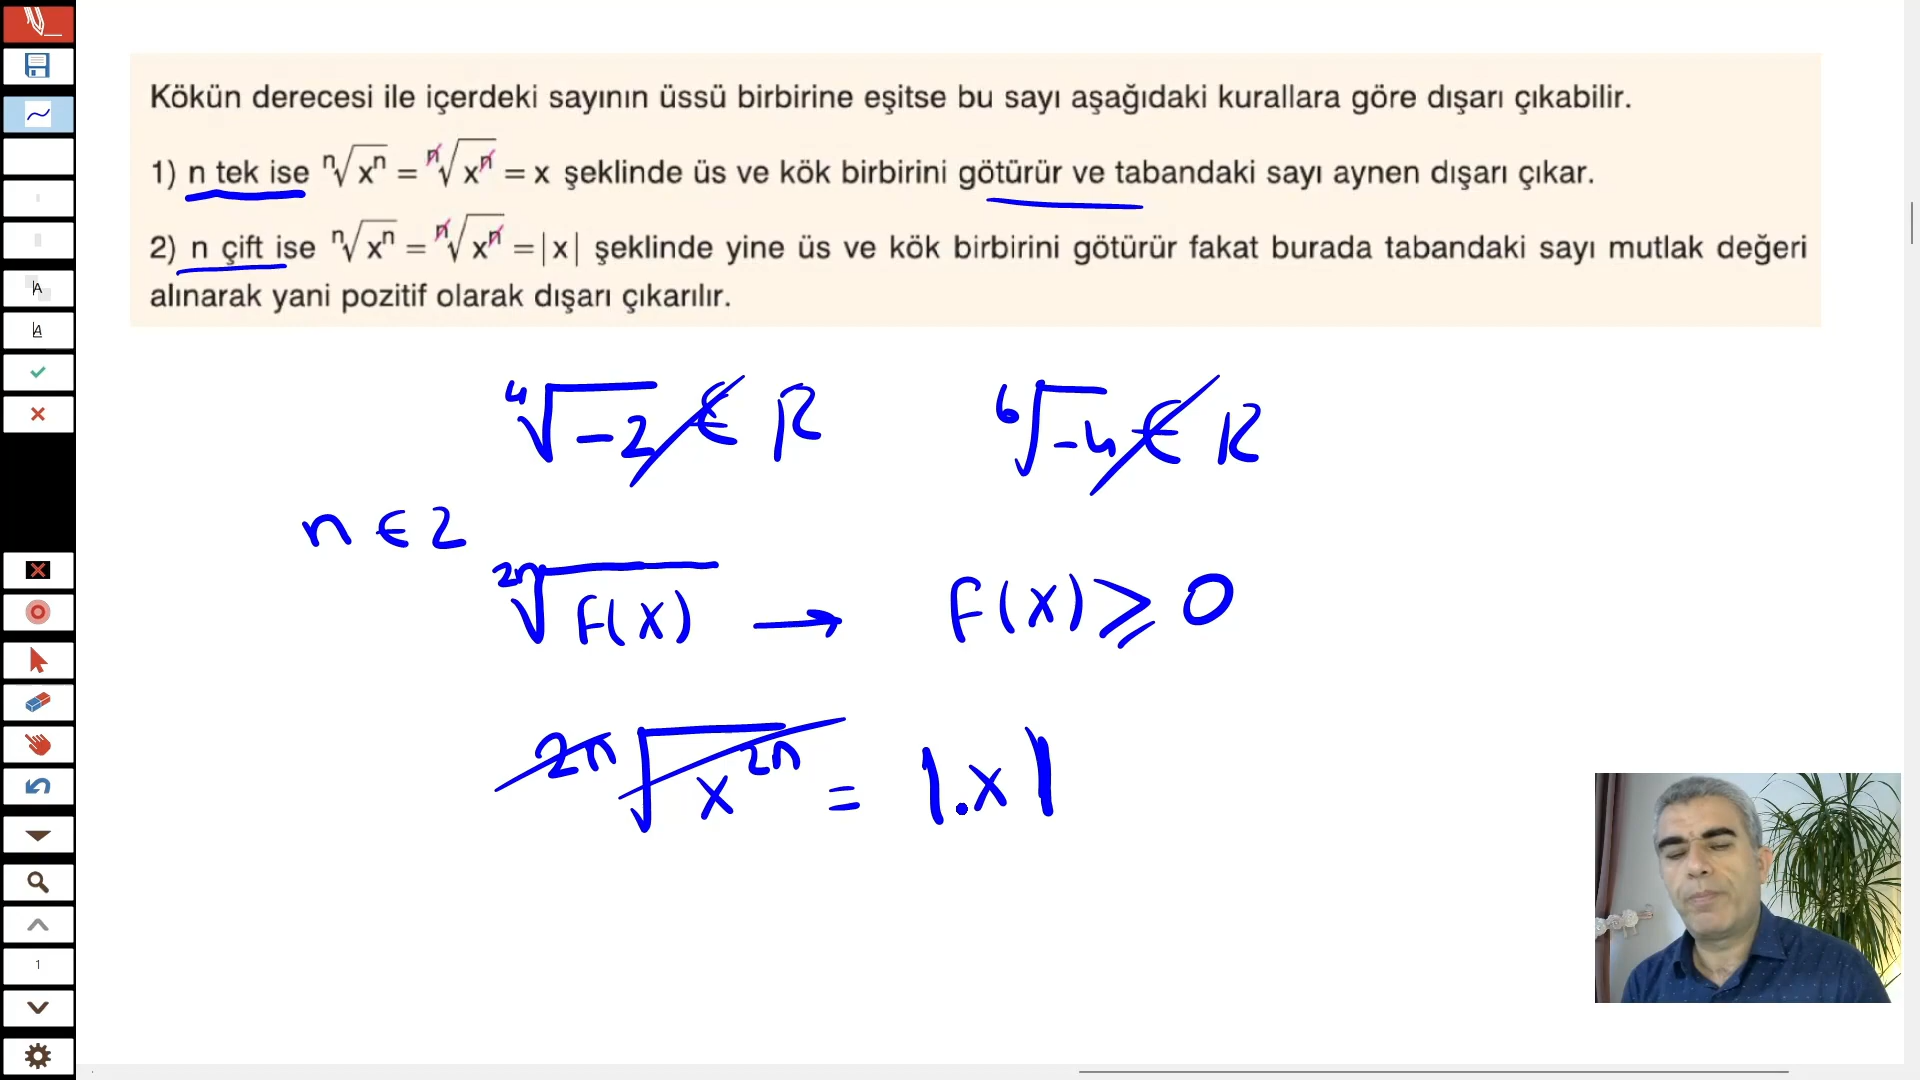 Kökün derecesi ile içerdeki sayının üssü birbirine eşitse bu sayı aşağıdaki kurallara göre dışarı çıkabilir.
1) n tek ise ⁿ√xⁿ = ⁿ√xⁿ = x şeklinde üs ve kök birbirini götürür ve tabandaki sayı aynen dışarı çıkar.
2) n çift ise ⁿ√xⁿ = ⁿ√xⁿ = |x| şeklinde yine üs ve kök birbirini götürür fakat burada tabandaki sayı mutlak değeri
alınarak yani pozitif olarak dışarı çıkarılır.
⁴√-2 ∉ R ⁶√-4 ∉ R
n ∈ Z
²ⁿ√F(x) → F(x) ≥ 0
²ⁿ√x²ⁿ = |x|
A
A
1